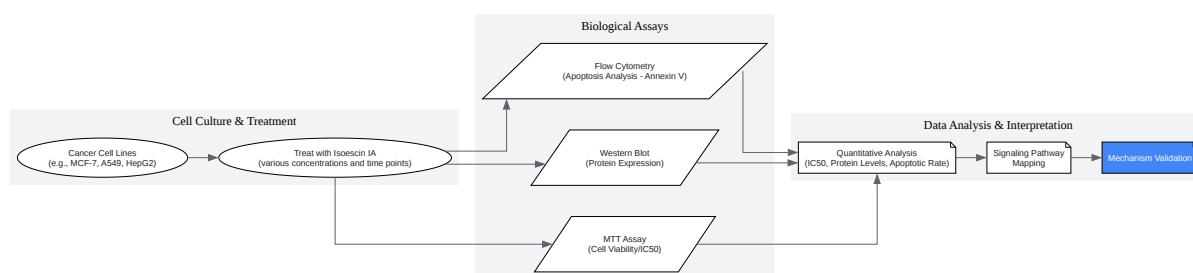 Cell Culture & Treatment
Cancer Cell Lines
(e.g., MCF-7, A549, HepG2)
Treat with Isoescin IA
(various concentrations and time points)
Biological Assays
Flow Cytometry
(Apoptosis Analysis - Annexin V)
Western Blot
(Protein Expression)
MTT Assay
(Cell Viability/IC50)
Data Analysis & Interpretation
Quantitative Analysis
(IC50, Protein Levels, Apoptotic Rate)
Signaling Pathway
Mapping
Mechanism Validation